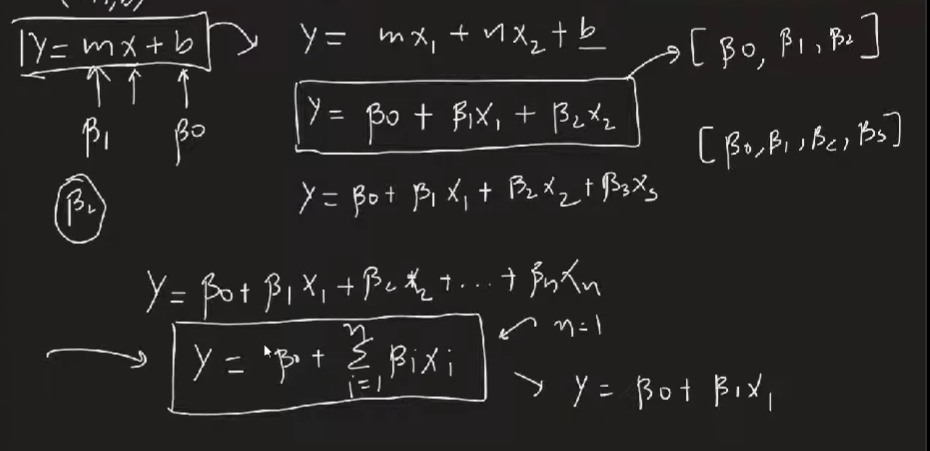 y = mx + b
y = mx₁ + nx₂ + b
[β0, β₁, β₂]
β₁ β0
y = β0 + β₁x₁ + β₂x₂
[β₀, β₁, β₂, β₃]
β₂
y = β0 + β₁x₁ + β₂x₂ + β₃x₃
y = β0 + β₁x₁ + β₂x₂ + ... + βₙxₙ
n=1
y = β0 + Σⁿᵢ₌₁ βᵢxᵢ
y = β0 + β₁x₁